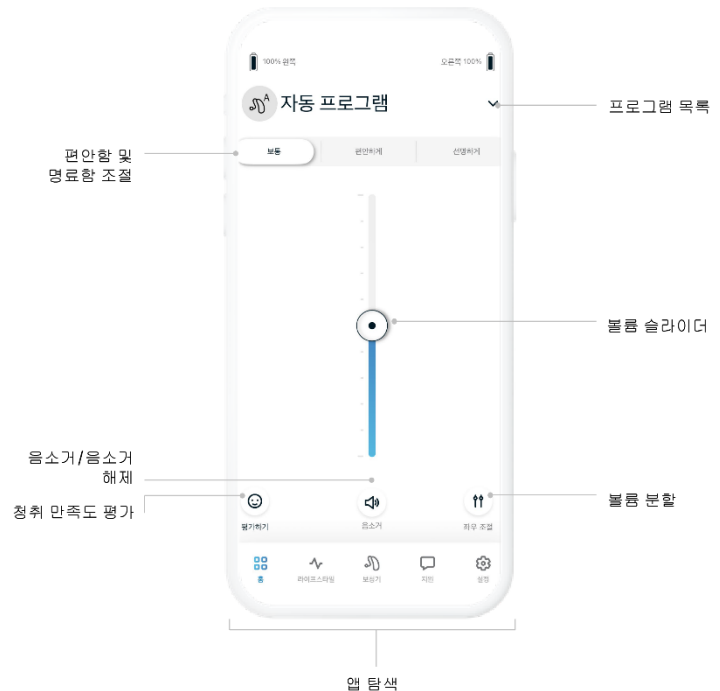 100% 왼쪽
오른쪽 100%
자동 프로그램
프로그램 목록
편안함 및
명료함 조절
보통
편안하게
선명하게
볼륨 슬라이더
음소거/음소거
해제
청취 만족도 평가
볼륨 분할
평가하기
음소거
좌우 조절
홈
라이프스타일
보청기
지원
설정
앱 탐색